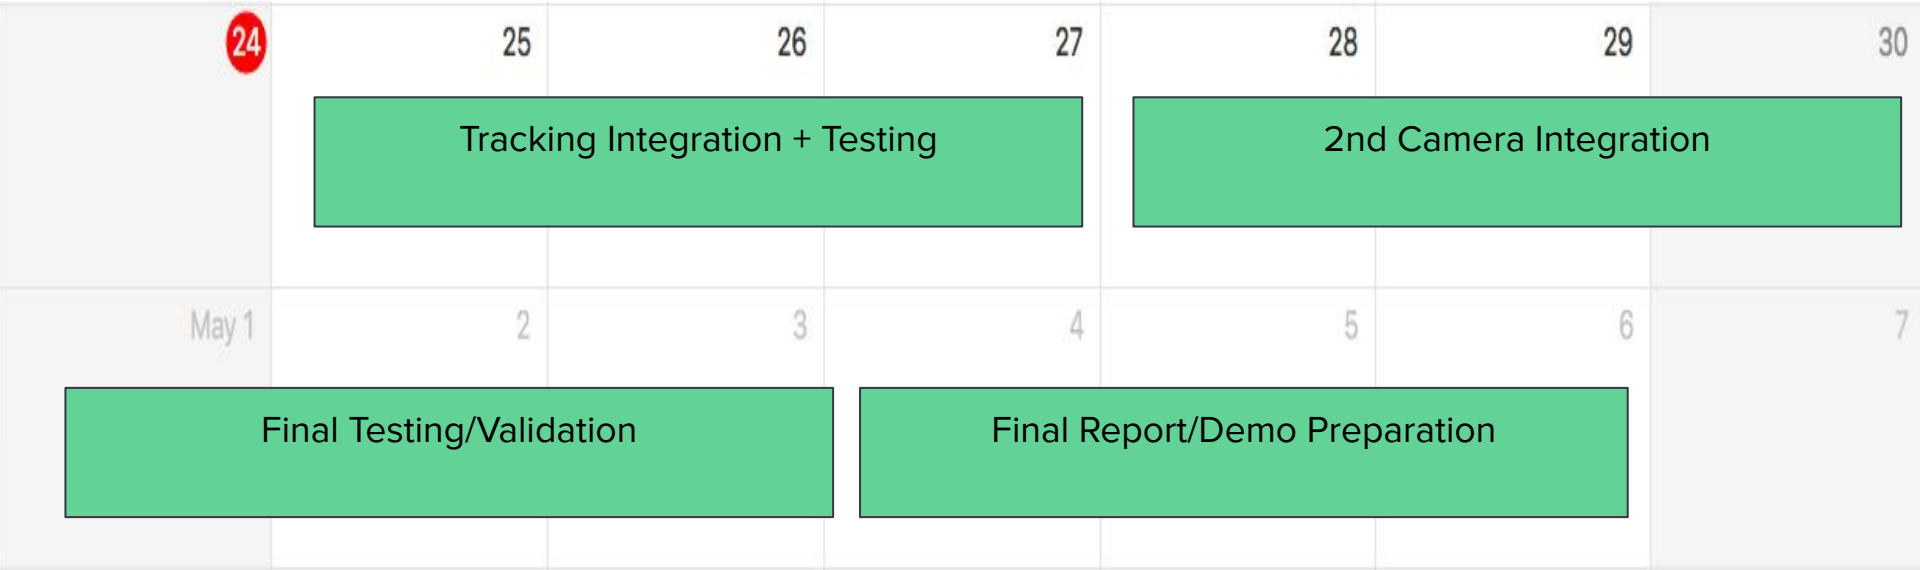 24 25 26 27 28 29 30
Tracking Integration + Testing
2nd Camera Integration
May 1 2 3 4 5 6 7
Final Testing/Validation
Final Report/Demo Preparation